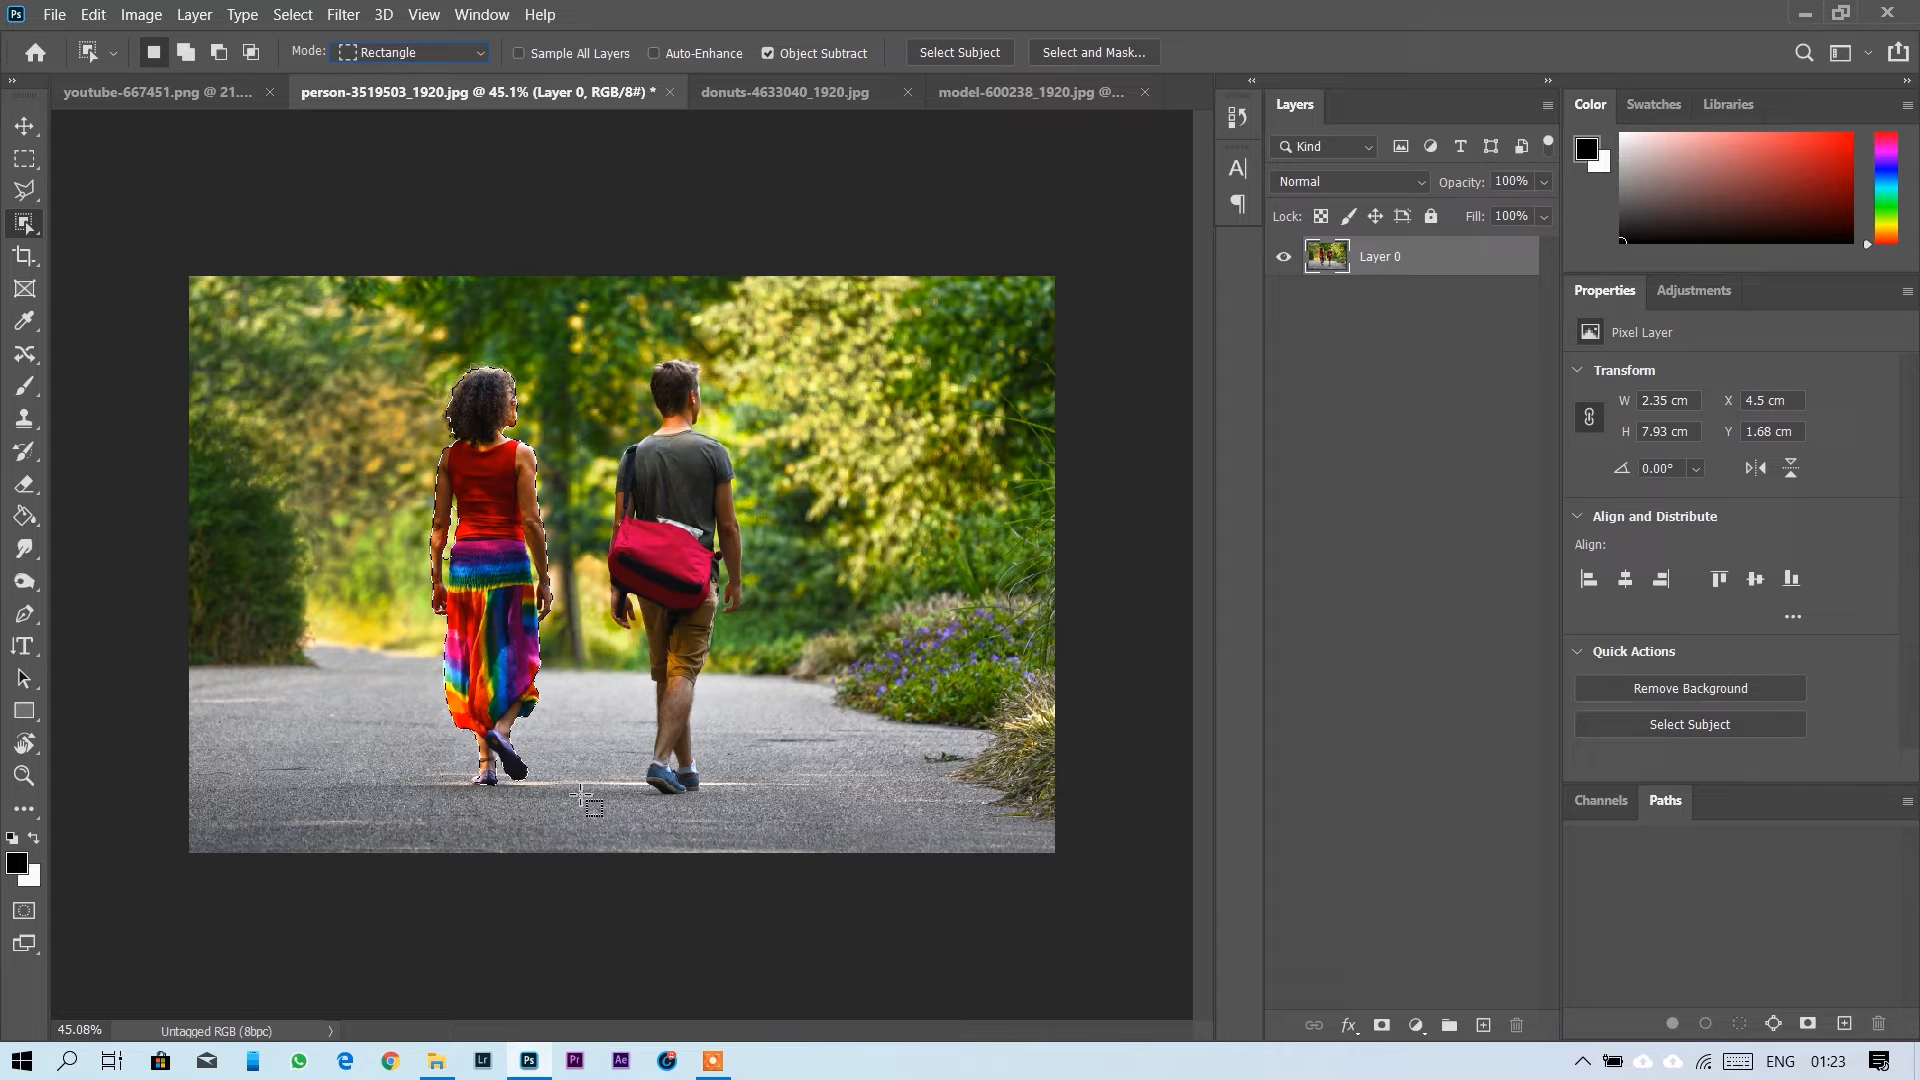 Ps File Edit Image Layer Type Select Filter 3D View Window Help
Mode: Rectangle Sample All Layers Auto-Enhance Object Subtract Select Subject Select and Mask...
youtube-667451.png @ 21.... person-3519503_1920.jpg @ 45.1% (Layer 0, RGB/8#) * donuts-4633040_1920.jpg model-600238_1920.jpg @...
Layers
Kind
Normal Opacity: 100%
Lock: Fill: 100%
Layer 0
Color Swatches Libraries
Properties Adjustments
Pixel Layer
Transform
W 2.35 cm X 4.5 cm
H 7.93 cm Y 1.68 cm
0.00°
Align and Distribute
Align:
Quick Actions
Remove Background
Select Subject
Channels Paths
45.08% Untagged RGB (8bpc)
Lr Ps Pr Ae ENG 01:23